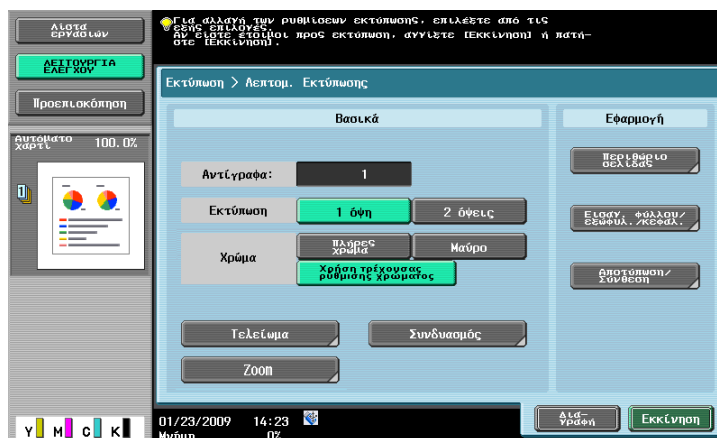 Λίστα
εργασιών
ΛΕΙΤΟΥΡΓΙΑ
ΕΛΕΓΧΟΥ
Προεπισκόπηση
Αυτόματο
χαρτί
100.0%
1
Για αλλαγή των ρυθμίσεων εκτύπωσης, επιλέξτε από τις
εξής επιλογές.
Αν είστε έτοιμοι προς εκτύπωση, αγγίξτε [Εκκίνηση] ή πατή-
στε [Εκκίνηση].
Εκτύπωση > Λεπτομ. Εκτύπωσης
Βασικά
Αντίγραφα:
1
Εκτύπωση
1 όψη
2 όψεις
Χρώμα
Πλήρες
χρώμα
Μαύρο
Χρήση τρέχουσας
ρύθμισης χρώματος
Τελείωμα
Συνδυασμός
Zoom
Εφαρμογή
Περιθώριο
σελίδας
Εισαγ. φύλλου/
εξωφυλ./κεφαλ.
Αποτύπωση/
Σύνθεση
Y M C K
01/23/2009 14:23
Μνήμη 0%
Δια-
γραφή
Εκκίνηση